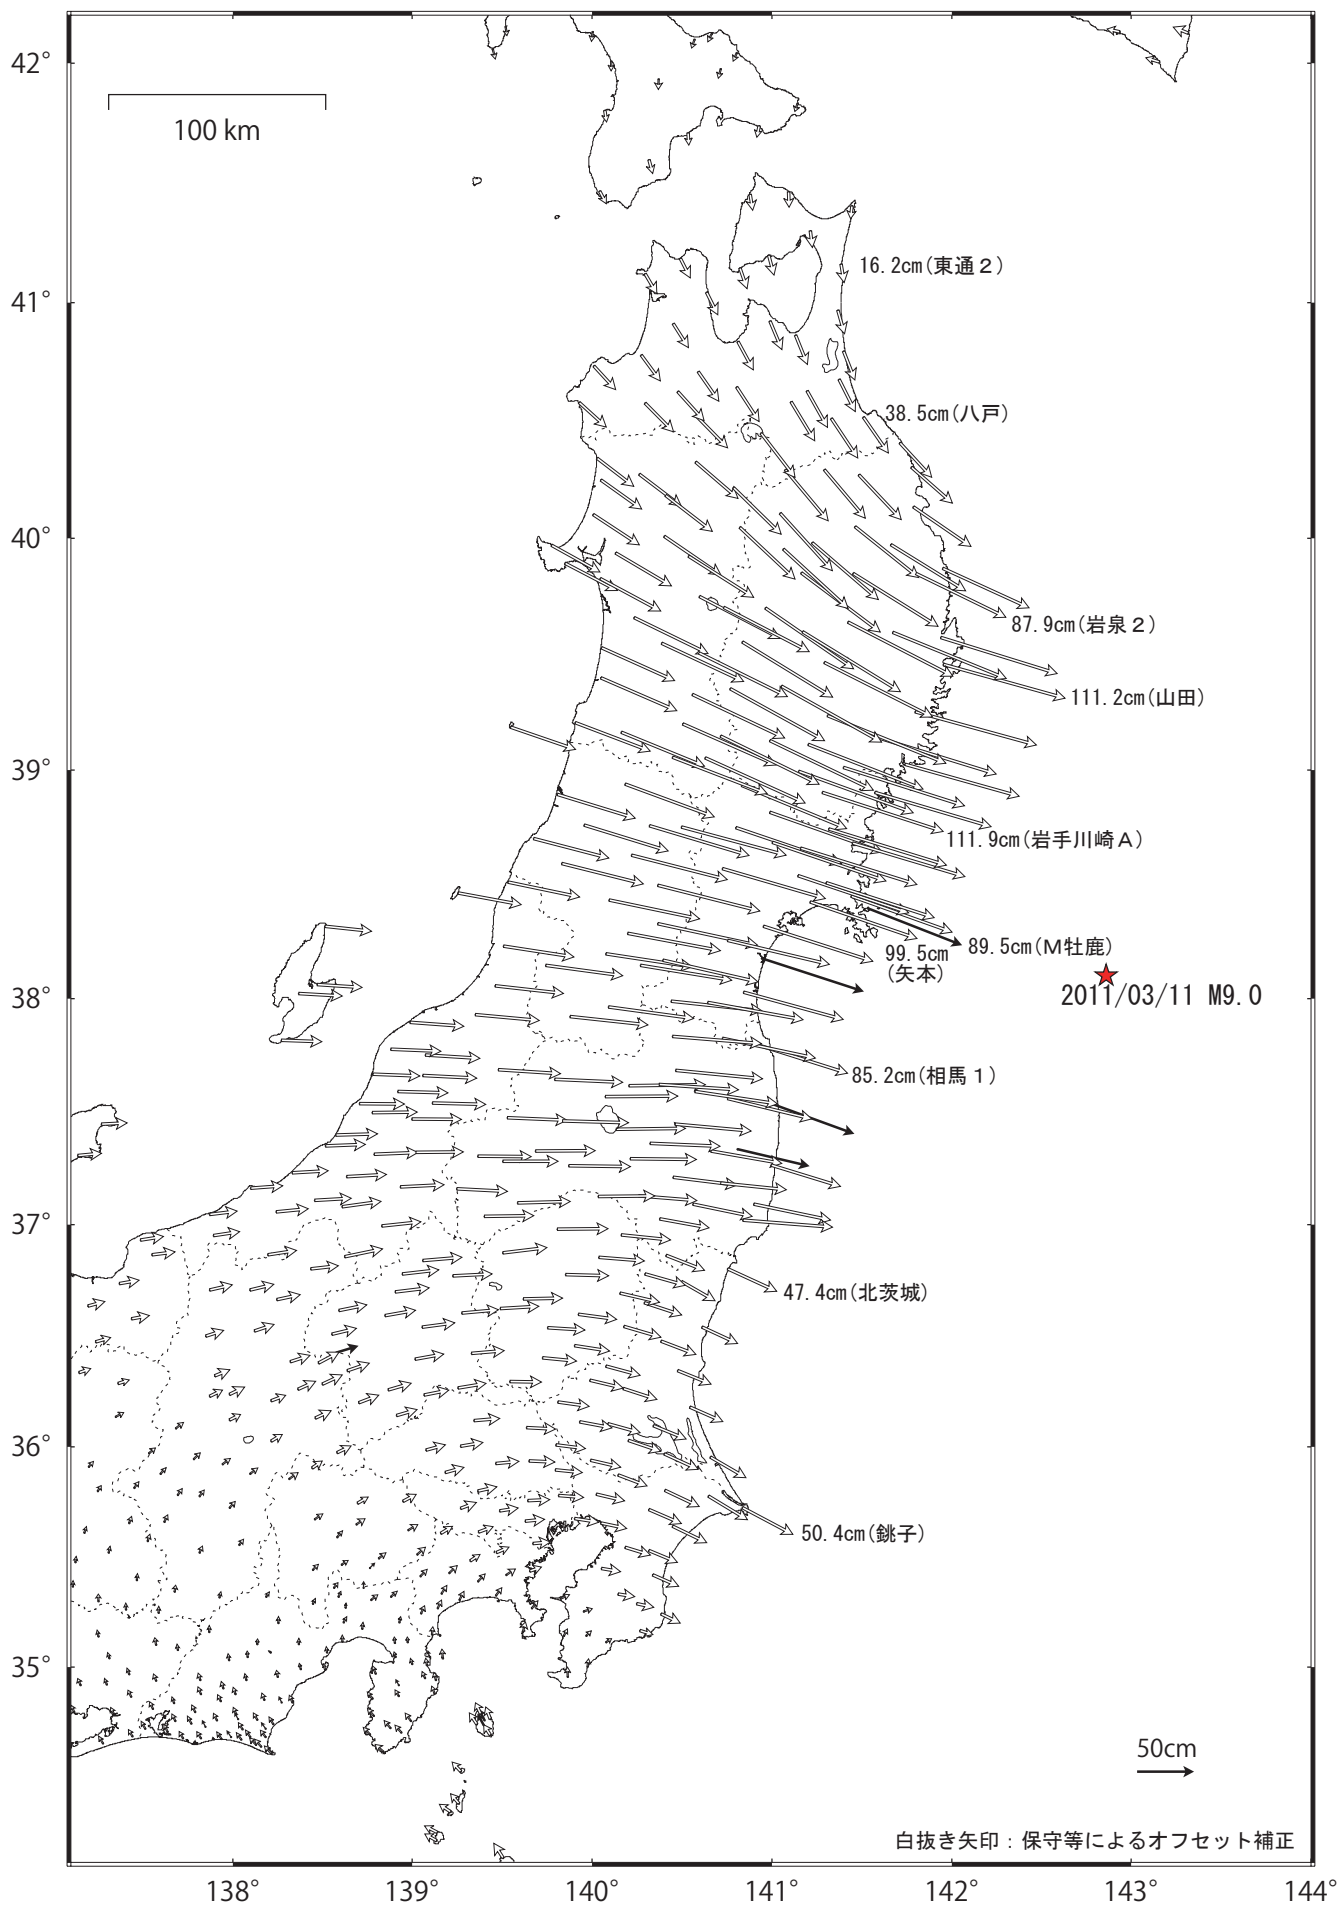 42°
100 km
16.2cm(東通２)
41°
38.5cm(八戸)
40°
87.9cm(岩泉２)
111.2cm(山田)
39°
111.9cm(岩手川崎Ａ)
89.5cm(Ｍ牡鹿)
99.5cm
(矢本)
38°
2011/03/11 M9.0
85.2cm(相馬１)
37°
47.4cm(北茨城)
36°
50.4cm(銚子)
35°
50cm
白抜き矢印：保守等によるオフセット補正
138°
139°
140°
141°
142°
143°
144°